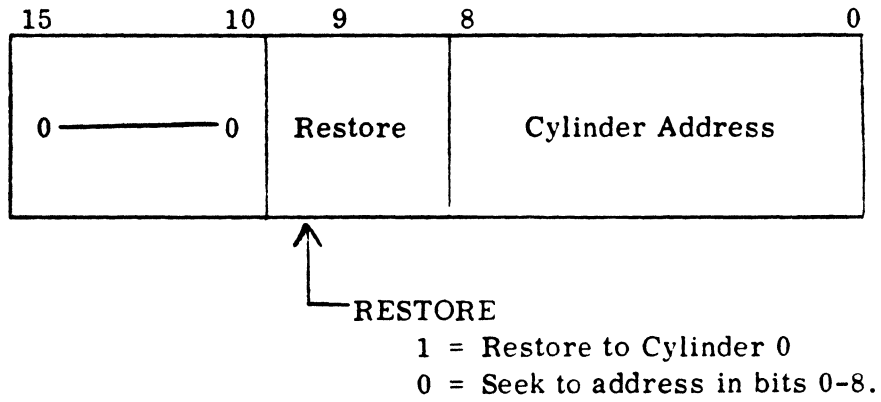 15 10 9 8 0
0 0 Restore Cylinder Address
RESTORE
1 = Restore to Cylinder 0
0 = Seek to address in bits 0-8.